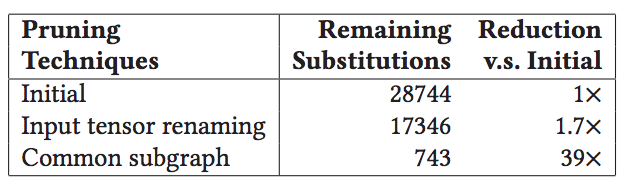 Pruning Remaining Reduction
Techniques Substitutions v.s. Initial
Initial 28744 1×
Input tensor renaming 17346 1.7×
Common subgraph 743 39×